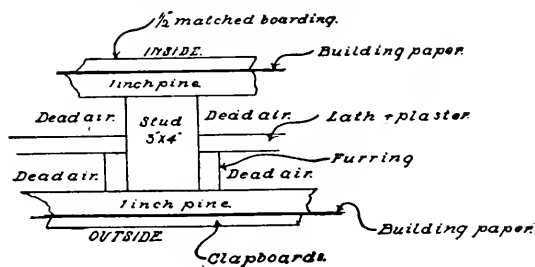 ½" matched boarding.
INSIDE.
Building paper.
1 inch pine
Dead air.
Stud
3"x4"
Dead air.
Lath + plaster.
Dead air.
Furring
Dead air.
1 inch pine
Building paper.
OUTSIDE.
Clapboards.